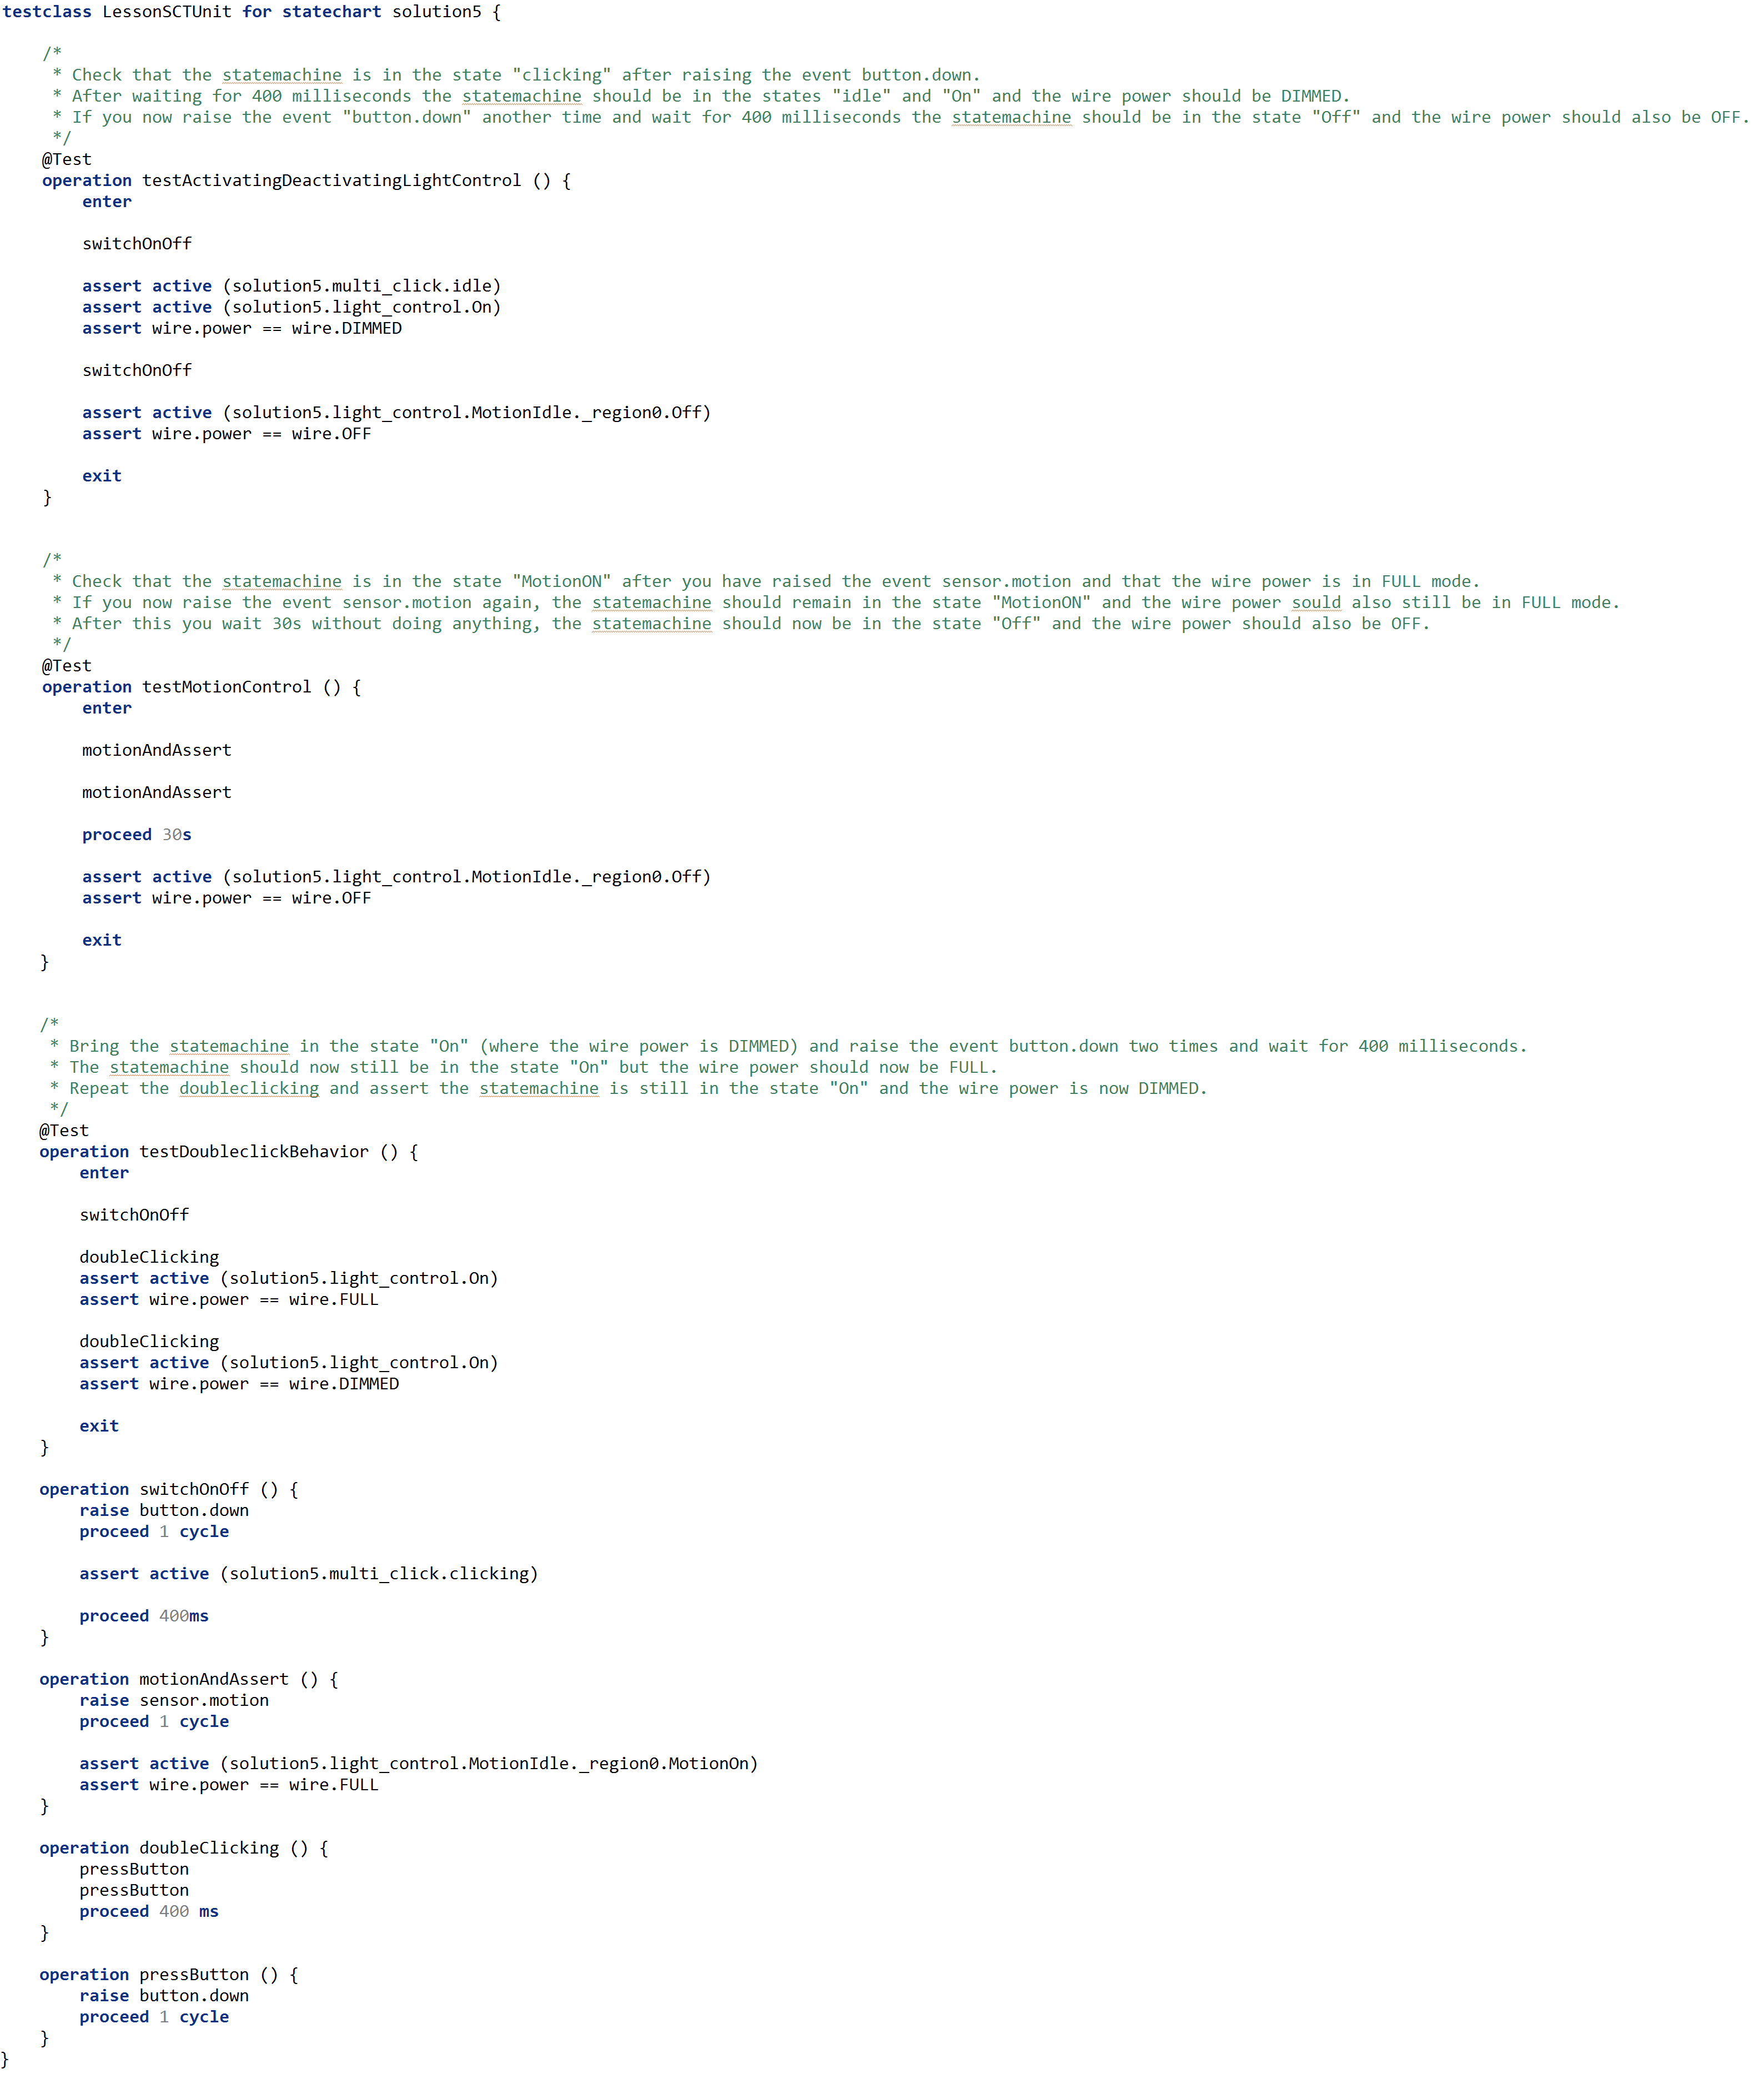 testclass LessonSCTUnit for statechart solution5 {
/*
* Check that the statemachine is in the state "clicking" after raising the event button.down.
* After waiting for 400 milliseconds the statemachine should be in the states "idle" and "On" and the wire power should be DIMMED.
* If you now raise the event "button.down" another time and wait for 400 milliseconds the statemachine should be in the state "Off" and the wire power should also be OFF.
*/
@Test
operation testActivatingDeactivatingLightControl () {
enter
switchOnOff
assert active (solution5.multi_click.idle)
assert active (solution5.light_control.On)
assert wire.power == wire.DIMMED
switchOnOff
assert active (solution5.light_control.MotionIdle._region0.Off)
assert wire.power == wire.OFF
exit
}
/*
* Check that the statemachine is in the state "MotionON" after you have raised the event sensor.motion and that the wire power is in FULL mode.
* If you now raise the event sensor.motion again, the statemachine should remain in the state "MotionON" and the wire power sould also still be in FULL mode.
* After this you wait 30s without doing anything, the statemachine should now be in the state "Off" and the wire power should also be OFF.
*/
@Test
operation testMotionControl () {
enter
motionAndAssert
motionAndAssert
proceed 30s
assert active (solution5.light_control.MotionIdle._region0.Off)
assert wire.power == wire.OFF
exit
}
/*
* Bring the statemachine in the state "On" (where the wire power is DIMMED) and raise the event button.down two times and wait for 400 milliseconds.
* The statemachine should now still be in the state "On" but the wire power should now be FULL.
* Repeat the doubleclicking and assert the statemachine is still in the state "On" and the wire power is now DIMMED.
*/
@Test
operation testDoubleclickBehavior () {
enter
switchOnOff
doubleClicking
assert active (solution5.light_control.On)
assert wire.power == wire.FULL
doubleClicking
assert active (solution5.light_control.On)
assert wire.power == wire.DIMMED
exit
}
operation switchOnOff () {
raise button.down
proceed 1 cycle
assert active (solution5.multi_click.clicking)
proceed 400ms
}
operation motionAndAssert () {
raise sensor.motion
proceed 1 cycle
assert active (solution5.light_control.MotionIdle._region0.MotionOn)
assert wire.power == wire.FULL
}
operation doubleClicking () {
pressButton
pressButton
proceed 400 ms
}
operation pressButton () {
raise button.down
proceed 1 cycle
}
}